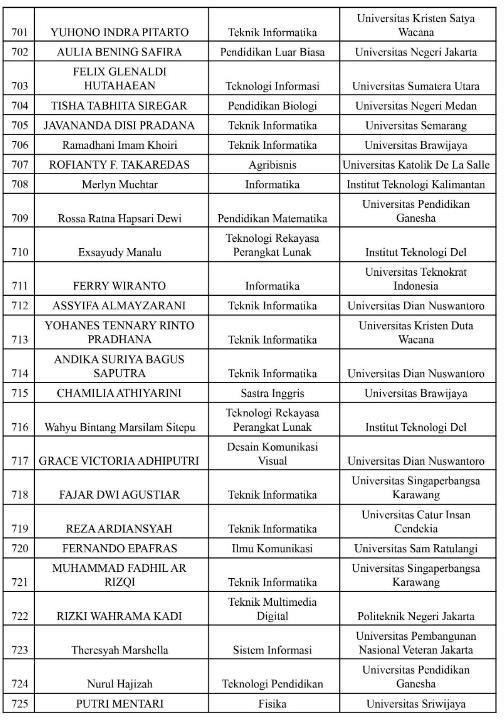 701 YUHONO INDRA PITARTO Teknik Informatika Universitas Kristen Satya
Wacana
702 AULIA BENING SAFIRA Pendidikan Luar Biasa Universitas Negeri Jakarta
703 FELIX GLENALDI
HUTAHAEAN Teknologi Informasi Universitas Sumatera Utara
704 TISHA TABHITA SIREGAR Pendidikan Biologi Universitas Negeri Medan
705 JAVANANDA DISI PRADANA Teknik Informatika Universitas Semarang
706 Ramadhani Imam Khoiri Teknik Informatika Universitas Brawijaya
707 ROFIANTY F. TAKAREDAS Agribisnis Universitas Katolik De La Salle
708 Merlyn Muchtar Informatika Institut Teknologi Kalimantan
709 Rossa Ratna Hapsari Dewi Pendidikan Matematika Universitas Pendidikan
Ganesha
710 Exsayudy Manalu Teknologi Rekayasa
Perangkat Lunak Institut Teknologi Del
711 FERRY WIRANTO Informatika Universitas Teknokrat
Indonesia
712 ASSYIFA ALMAYZARANI Teknik Informatika Universitas Dian Nuswantoro
713 YOHANES TENNARY RINTO
PRADHANA Teknik Informatika Universitas Kristen Duta
Wacana
714 ANDIKA SURIYA BAGUS
SAPUTRA Teknik Informatika Universitas Dian Nuswantoro
715 CHAMILIA ATHIYARINI Sastra Inggris Universitas Brawijaya
716 Wahyu Bintang Marsilam Sitepu Teknologi Rekayasa
Perangkat Lunak Institut Teknologi Del
717 GRACE VICTORIA ADHIPUTRI Desain Komunikasi
Visual Universitas Dian Nuswantoro
718 FAJAR DWI AGUSTIAR Teknik Informatika Universitas Singaperbangsa
Karawang
719 REZA ARDIANSYAH Teknik Informatika Universitas Catur Insan
Cendekia
720 FERNANDO EPAFRAS Ilmu Komunikasi Universitas Sam Ratulangi
721 MUHAMMAD FADHIL AR
RIZQI Teknik Informatika Universitas Singaperbangsa
Karawang
722 RIZKI WAHRAMA KADI Teknik Multimedia
Digital Politeknik Negeri Jakarta
723 Theresyah Marshella Sistem Informasi Universitas Pembangunan
Nasional Veteran Jakarta
724 Nurul Hajizah Teknologi Pendidikan Universitas Pendidikan
Ganesha
725 PUTRI MENTARI Fisika Universitas Sriwijaya